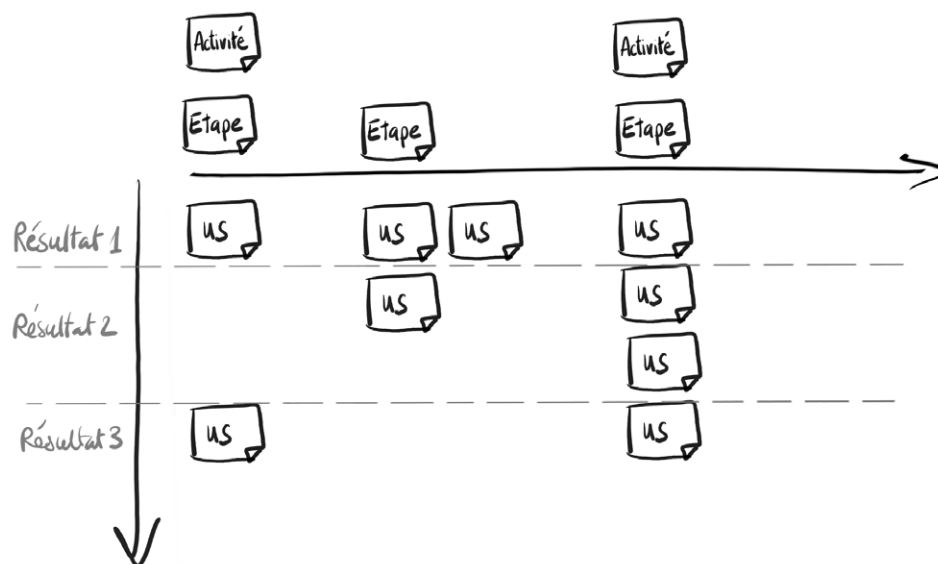 Activité Activité
Etape Etape Etape
Résultat 1 us us us us
us us
Résultat 2
us
Résultat 3 us us